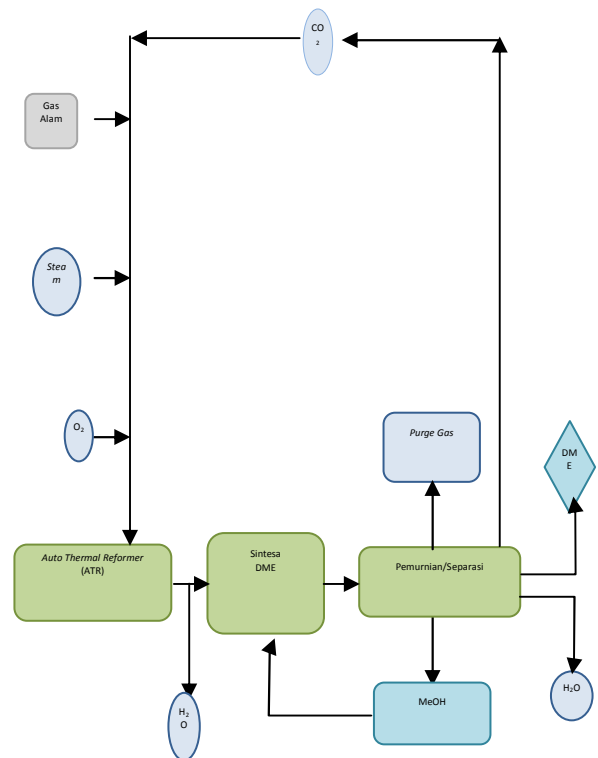 CO
2
Gas
Alam
Stea
m
O₂
Purge Gas
DM
E
Auto Thermal Reformer
(ATR)
Sintesa
DME
Pemurnian/Separasi
MeOH
H₂O
H₂
O